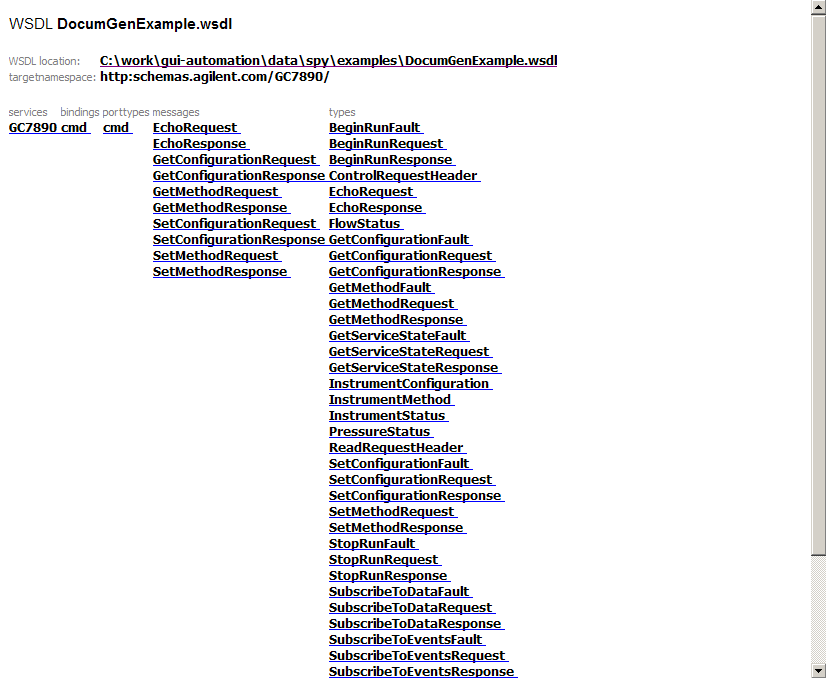 WSDL DocumGenExample.wsdl
WSDL location: C:\work\gui-automation\data\spy\examples\DocumGenExample.wsdl
targetnamespace: http:schemas.agilent.com/GC7890/
services bindings porttypes messages types
GC7890 cmd cmd EchoRequest BeginRunFault
EchoResponse BeginRunRequest
GetConfigurationRequest BeginRunResponse
GetConfigurationResponse ControlRequestHeader
GetMethodRequest EchoRequest
GetMethodResponse EchoResponse
SetConfigurationRequest FlowStatus
SetConfigurationResponse GetConfigurationFault
SetMethodRequest GetConfigurationRequest
SetMethodResponse GetConfigurationResponse
GetMethodFault
GetMethodRequest
GetMethodResponse
GetServiceStateFault
GetServiceStateRequest
GetServiceStateResponse
InstrumentConfiguration
InstrumentMethod
InstrumentStatus
PressureStatus
ReadRequestHeader
SetConfigurationFault
SetConfigurationRequest
SetConfigurationResponse
SetMethodRequest
SetMethodResponse
StopRunFault
StopRunRequest
StopRunResponse
SubscribeToDataFault
SubscribeToDataRequest
SubscribeToDataResponse
SubscribeToEventsFault
SubscribeToEventsRequest
SubscribeToEventsResponse